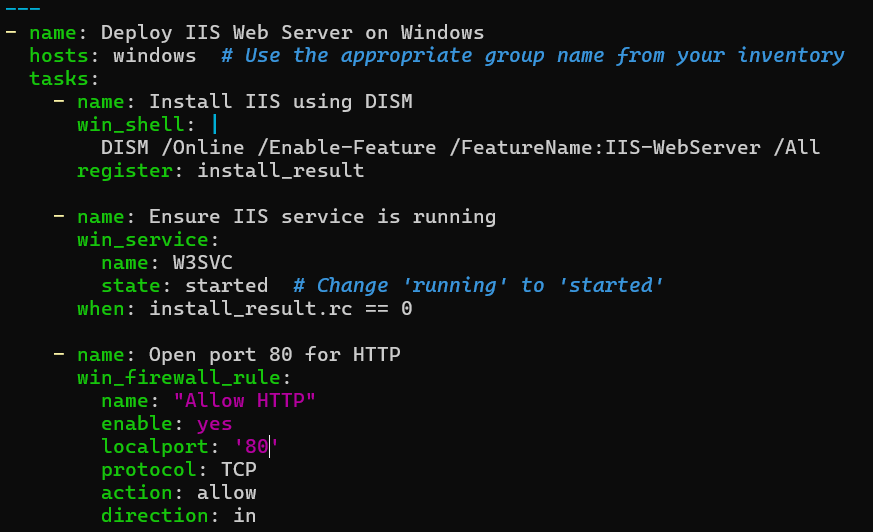 ---
- name: Deploy IIS Web Server on Windows
  hosts: windows  # Use the appropriate group name from your inventory
  tasks:
    - name: Install IIS using DISM
      win_shell: |
        DISM /Online /Enable-Feature /FeatureName:IIS-WebServer /All
      register: install_result

    - name: Ensure IIS service is running
      win_service:
        name: W3SVC
        state: started  # Change 'running' to 'started'
      when: install_result.rc == 0

    - name: Open port 80 for HTTP
      win_firewall_rule:
        name: "Allow HTTP"
        enable: yes
        localport: '80'
        protocol: TCP
        action: allow
        direction: in